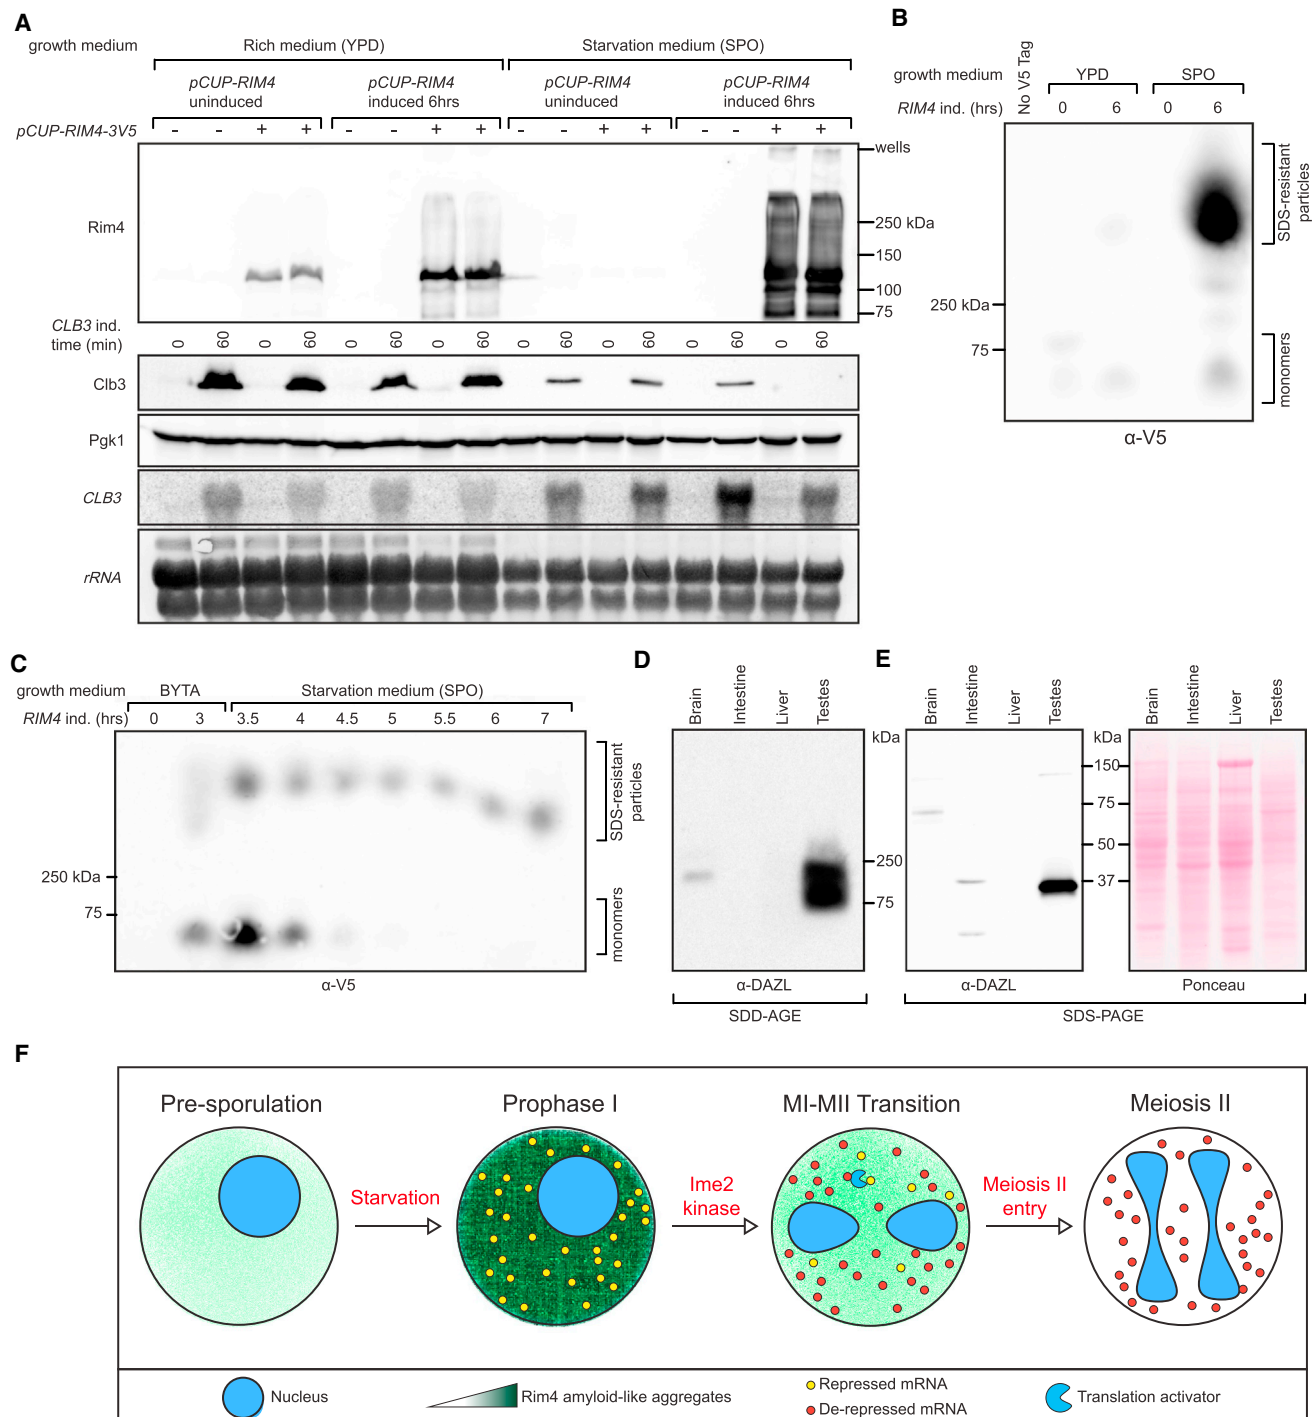 A
growth medium
Rich medium (YPD)
Starvation medium (SPO)
pCUP-RIM4 uninduced
pCUP-RIM4 induced 6hrs
pCUP-RIM4 uninduced
pCUP-RIM4 induced 6hrs
pCUP-RIM4-3V5 - - + + - - + + - - + + - - + +
Rim4
wells
250 kDa
150
100
75
CLB3 ind. time (min) 0 60 0 60 0 60 0 60 0 60 0 60 0 60 0 60
Clb3
Pgk1
CLB3
rRNA
B
No V5 Tag
growth medium YPD SPO
RIM4 ind. (hrs) 0 6 0 6
SDS-resistant particles
250 kDa
75
monomers
α-V5
C
growth medium BYTA Starvation medium (SPO)
RIM4 ind. (hrs) 0 3 3.5 4 4.5 5 5.5 6 7
SDS-resistant particles
250 kDa
75
monomers
α-V5
D
Brain Intestine Liver Testes
kDa
250
75
α-DAZL
SDD-AGE
E
Brain Intestine Liver Testes
kDa
150
75
50
37
Brain Intestine Liver Testes
α-DAZL
Ponceau
SDS-PAGE
F
Pre-sporulation
Prophase I
MI-MII Transition
Meiosis II
Starvation
Ime2 kinase
Meiosis II entry
Nucleus
Rim4 amyloid-like aggregates
Repressed mRNA
De-repressed mRNA
Translation activator